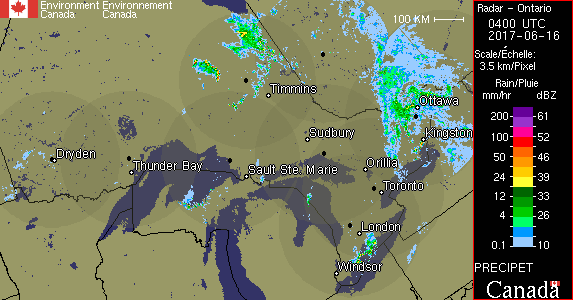 Environment Environnement
Canada Canada
100 KM
Timmins
Ottawa
Sudbury
Kingston
Dryden
Thunder Bay
Sault Ste. Marie
Orillia
Toronto
London
Windsor
Radar - Ontario
0400 UTC
2017-06-16
Scale/Échelle:
3.5 km/Pixel
Rain/Pluie
mm/hr dBZ
200 61
100 52
50 46
24 39
12 33
4 26
0.1 10
PRECIPET
Canada